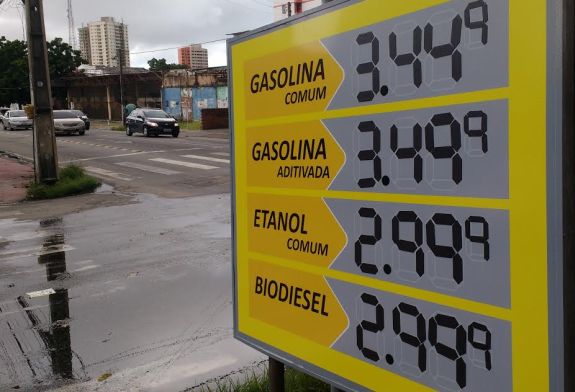 GASOLINA
COMUM
3.449
GASOLINA
ADITIVADA
3.499
ETANOL
COMUM
2.999
BIODIESEL
2.999